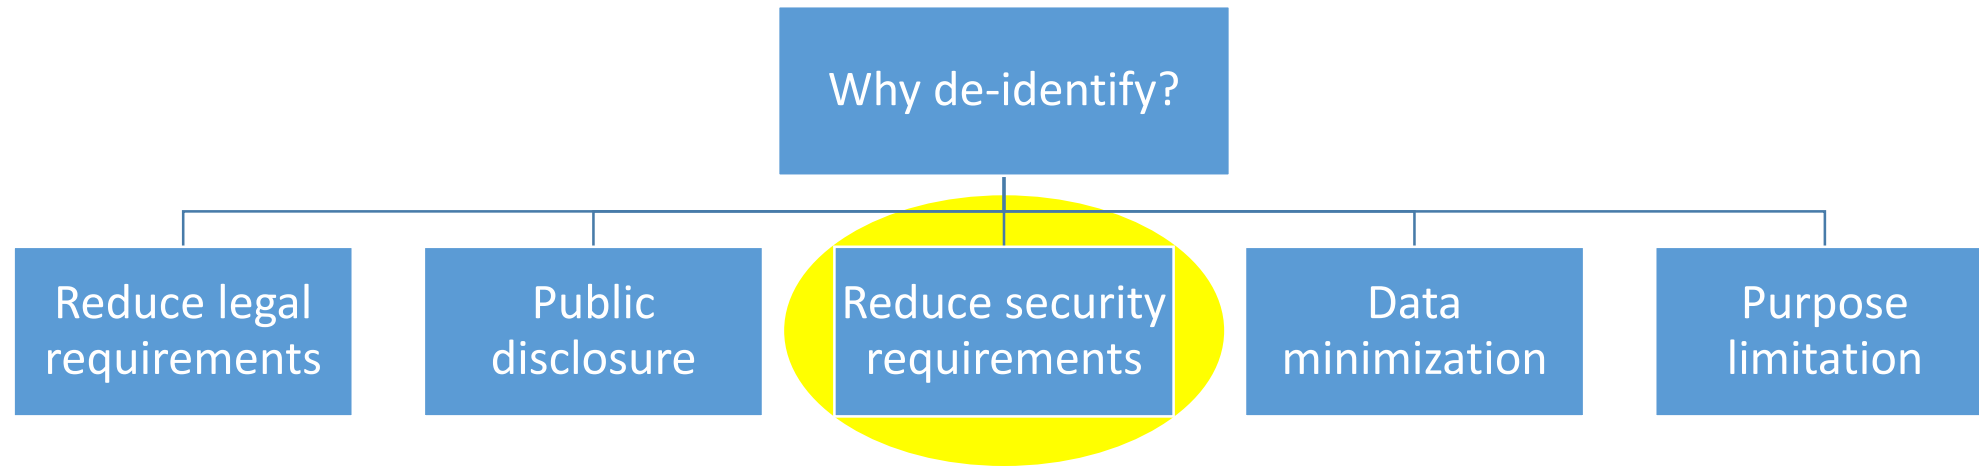 Why de-identify?
Reduce legal
requirements
Public
disclosure
Reduce security
requirements
Data
minimization
Purpose
limitation